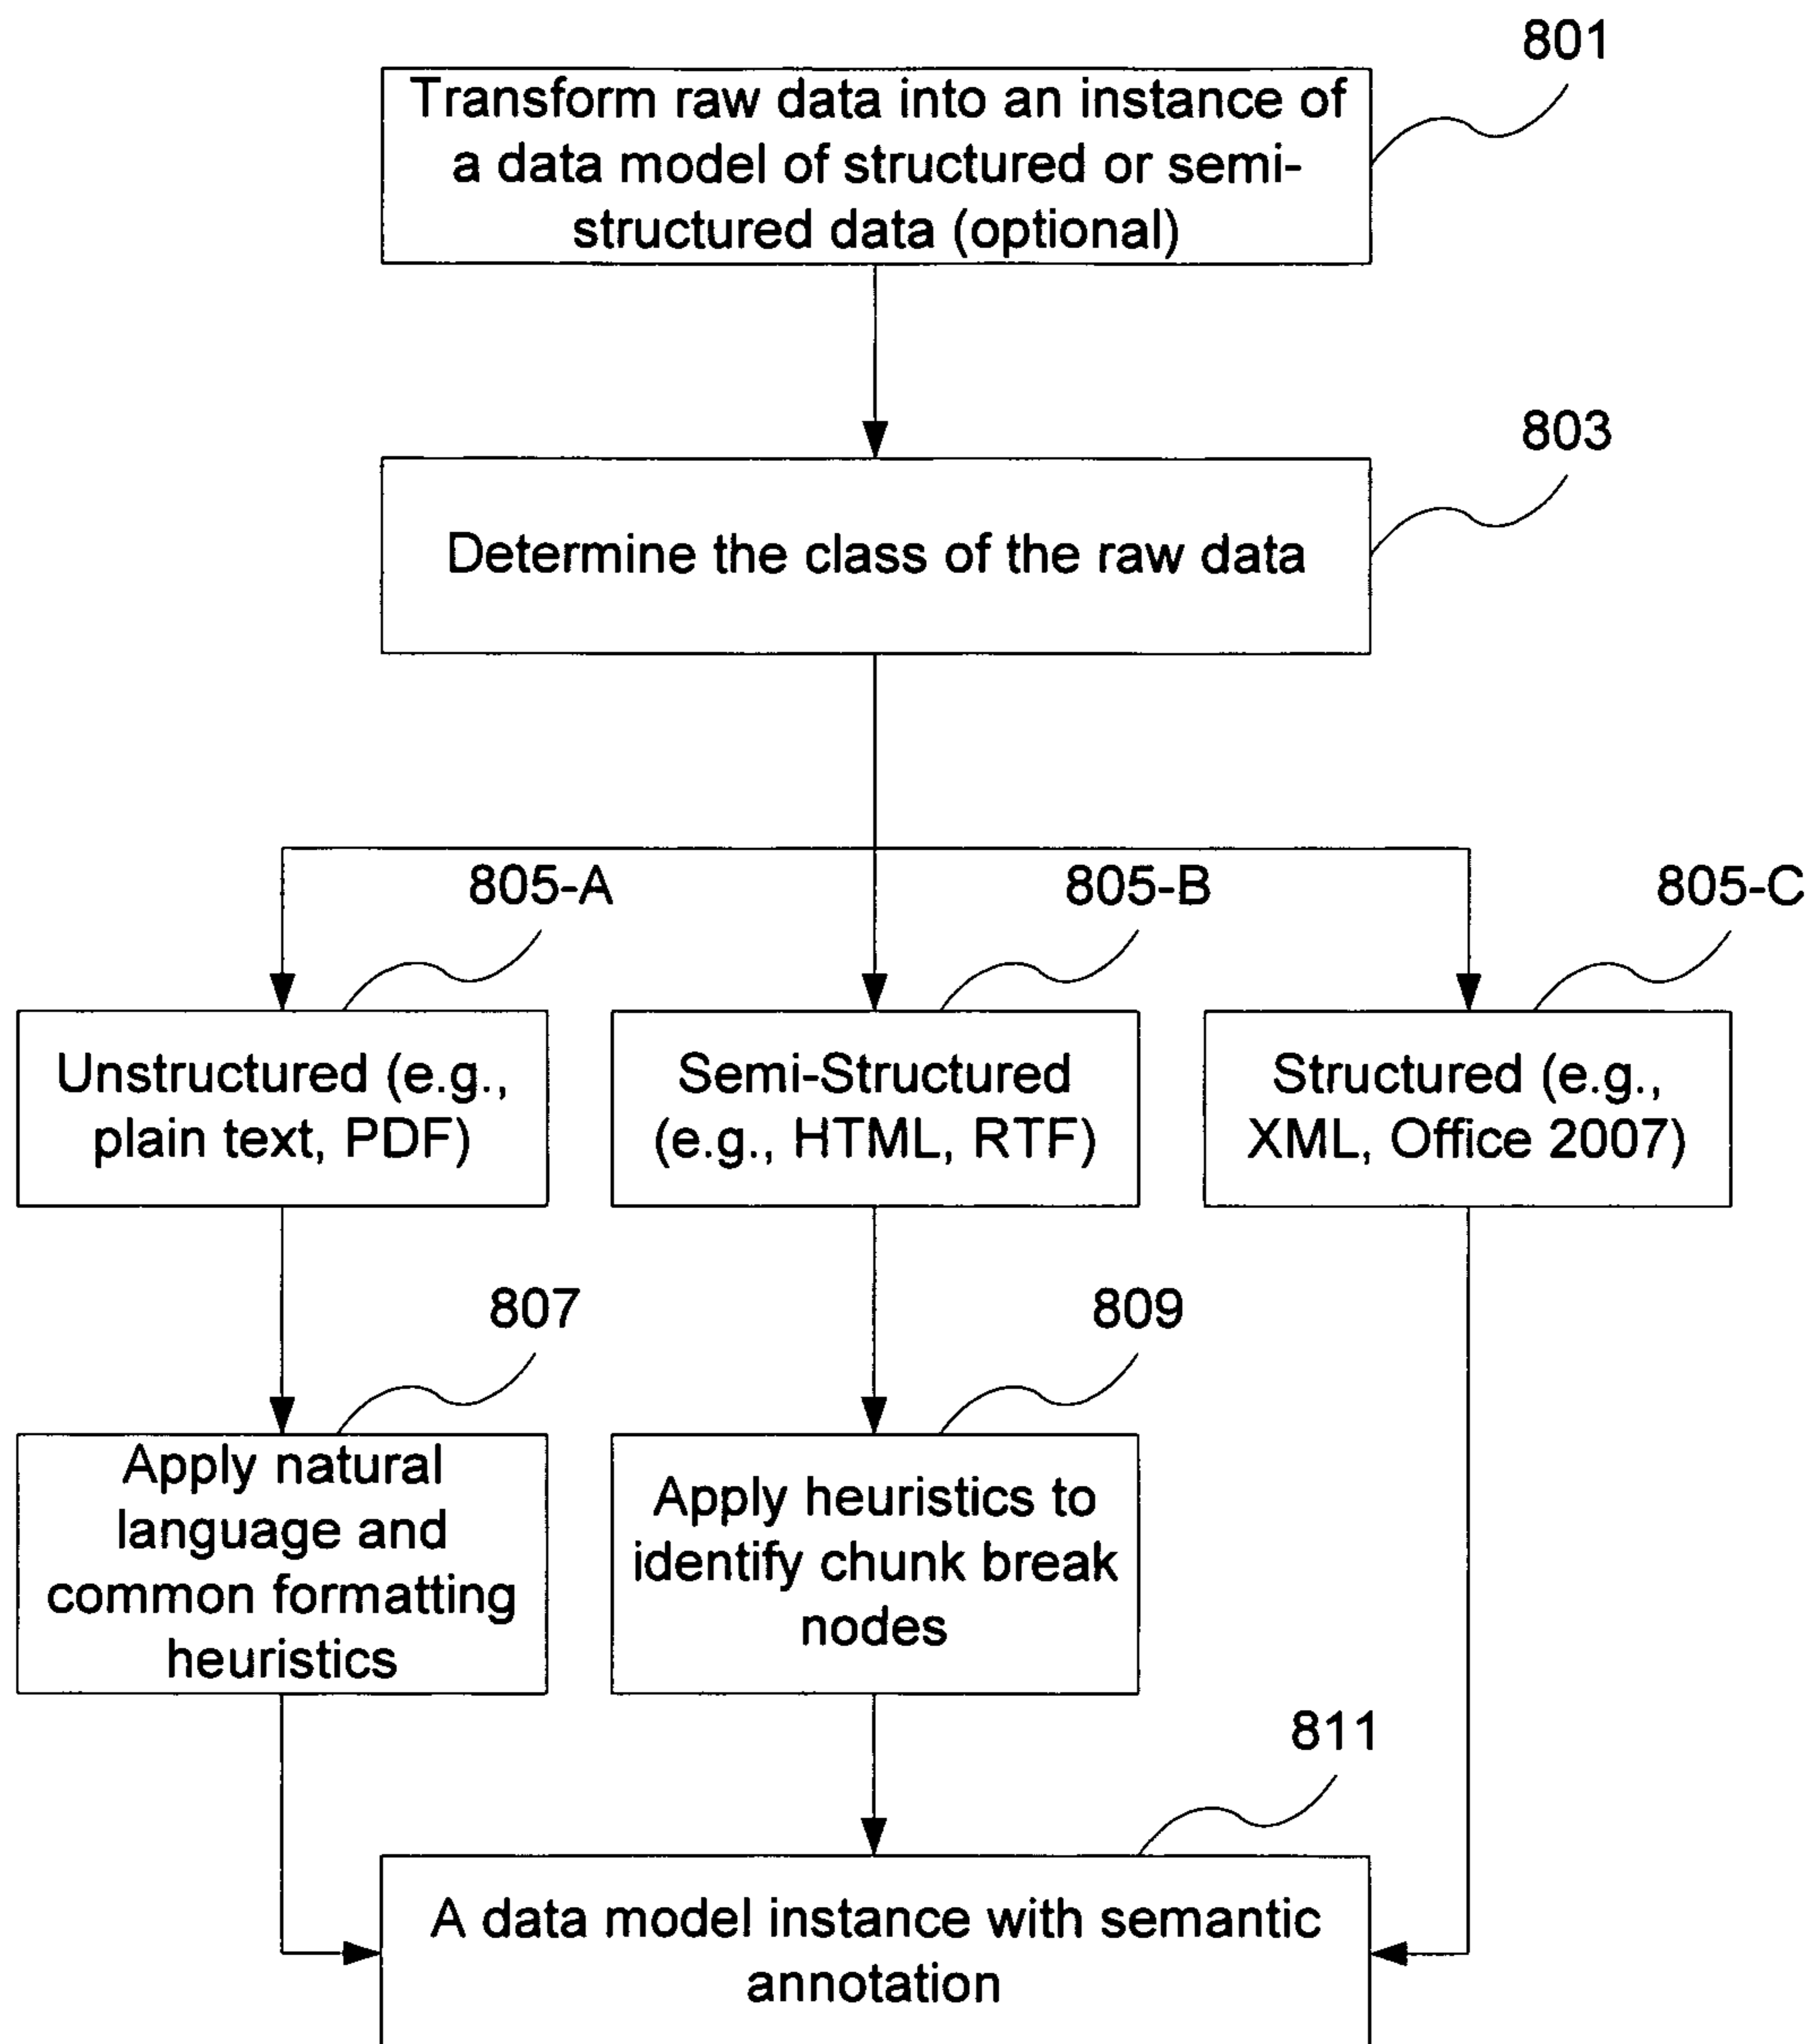 801
Transform raw data into an instance of
a data model of structured or semi-
structured data (optional)
803
Determine the class of the raw data
805-A
805-B
805-C
Unstructured (e.g.,
plain text, PDF)
Semi-Structured
(e.g., HTML, RTF)
Structured (e.g.,
XML, Office 2007)
807
809
Apply natural
language and
common formatting
heuristics
Apply heuristics to
identify chunk break
nodes
811
A data model instance with semantic
annotation